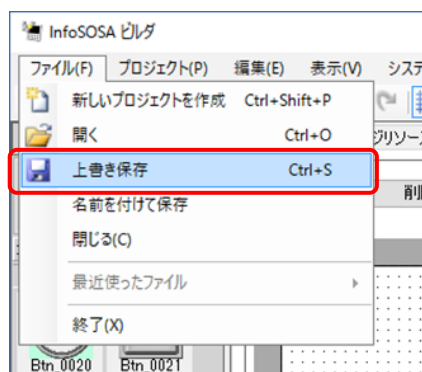 InfoSOSA ビルダ
ファイル(F) プロジェクト(P) 編集(E) 表示(V) システ
新しいプロジェクトを作成 Ctrl+Shift+P
開く Ctrl+O
ジリソー
上書き保存 Ctrl+S
削
名前を付けて保存
閉じる(C)
最近使ったファイル
終了(X)
Btn_0020 Btn_0021